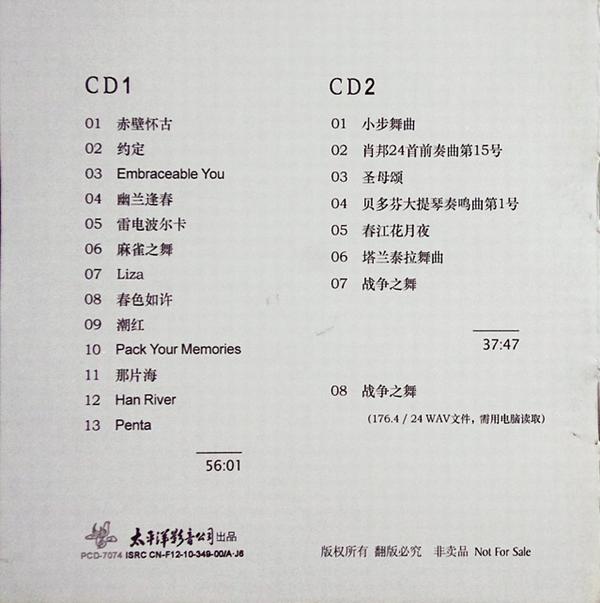 CD1
01 赤壁怀古
02 约定
03 Embraceable You
04 幽兰逢春
05 雷电波尔卡
06 麻雀之舞
07 Liza
08 春色如许
09 潮红
10 Pack Your Memories
11 那片海
12 Han River
13 Penta
56:01
CD2
01 小步舞曲
02 肖邦24首前奏曲第15号
03 圣母颂
04 贝多芬大提琴奏鸣曲第1号
05 春江花月夜
06 塔兰泰拉舞曲
07 战争之舞
37:47
08 战争之舞
(176.4 / 24 WAV文件，需用电脑读取)
太平洋影音公司出品
PCD-7074 ISRC CN-F12-10-349-00/A·J6
版权所有 翻版必究 非卖品 Not For Sale